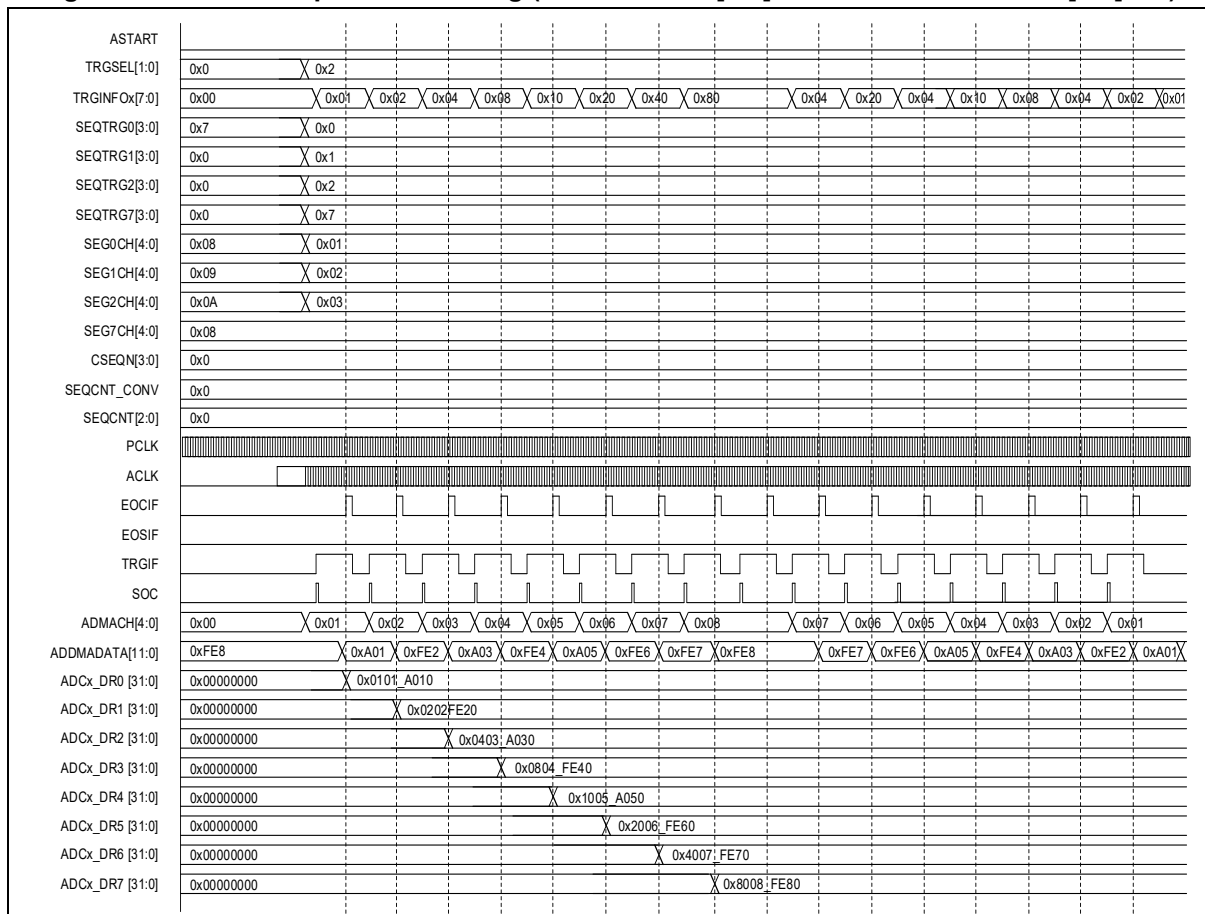 ASTART
TRGSEL[1:0] 0x0 0x2
TRGINFOx[7:0] 0x00 0x01 0x02 0x04 0x08 0x10 0x20 0x40 0x80 0x04 0x20 0x04 0x10 0x08 0x04 0x02 0x01
SEQTRG0[3:0] 0x7 0x0
SEQTRG1[3:0] 0x0 0x1
SEQTRG2[3:0] 0x0 0x2
SEQTRG7[3:0] 0x0 0x7
SEG0CH[4:0] 0x08 0x01
SEG1CH[4:0] 0x09 0x02
SEG2CH[4:0] 0x0A 0x03
SEG7CH[4:0] 0x08
CSEQN[3:0] 0x0
SEQCNT_CONV 0x0
SEQCNT[2:0] 0x0
PCLK
ACLK
EOCIF
EOSIF
TRGIF
SOC
ADMACH[4:0] 0x00 0x01 0x02 0x03 0x04 0x05 0x06 0x07 0x08 0x07 0x06 0x05 0x04 0x03 0x02 0x01
ADDMADATA[11:0] 0xFE8 0xA01 0xFE2 0xA03 0xFE4 0xA05 0xFE6 0xFE7 0xFE8 0xFE7 0xFE6 0xA05 0xFE4 0xA03 0xFE2 0xA01
ADCx_DR0 [31:0] 0x00000000 0x0101_A010
ADCx_DR1 [31:0] 0x00000000 0x0202FE20
ADCx_DR2 [31:0] 0x00000000 0x0403_A030
ADCx_DR3 [31:0] 0x00000000 0x0804_FE40
ADCx_DR4 [31:0] 0x00000000 0x1005_A050
ADCx_DR5 [31:0] 0x00000000 0x2006_FE60
ADCx_DR6 [31:0] 0x00000000 0x4007_FE70
ADCx_DR7 [31:0] 0x00000000 0x8008_FE80